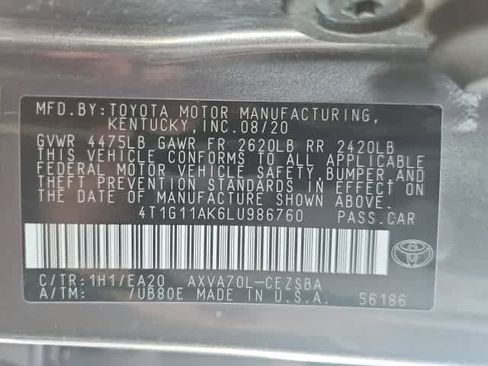 MFD.BY:TOYOTA MOTOR MANUFACTURING,
KENTUCKY,INC.08/20
GVWR 4475LB GAWR FR 2620LB RR 2420LB
THIS VEHICLE CONFORMS TO ALL APPLICABLE
FEDERAL MOTOR VEHICLE SAFETY, BUMPER, AND
THEFT PREVENTION STANDARDS IN EFFECT ON
THE DATE OF MANUFACTURE SHOWN ABOVE.
4T1G11AK6LU986760 PASS.CAR
C/TR:1H1/EA20 AXVA70L-CEZSBA
A/TM: /UB80E MADE IN U.S.A. 56186
TOYOTA